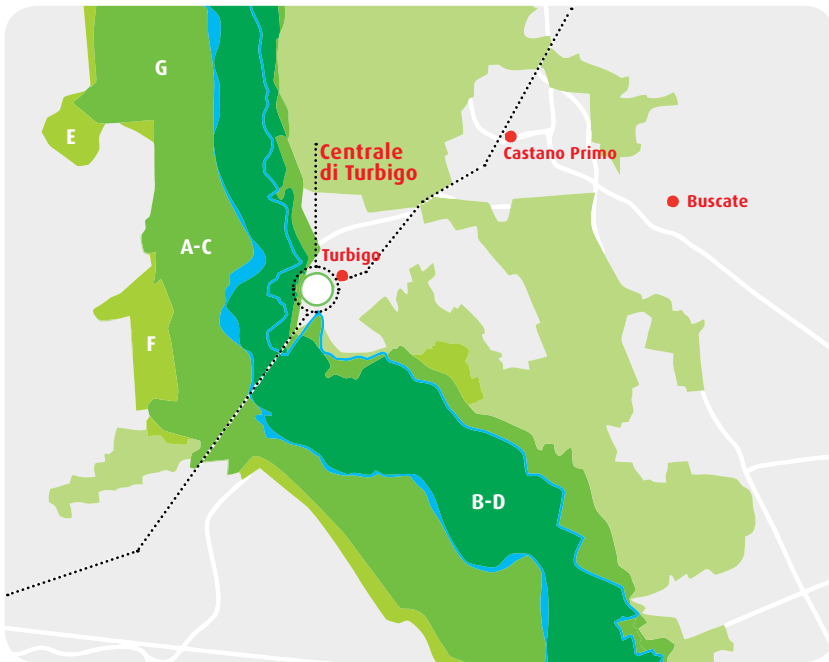 G
E
Centrale
di Turbigo
Castano Primo
Buscate
A-C
Turbigo
F
B-D